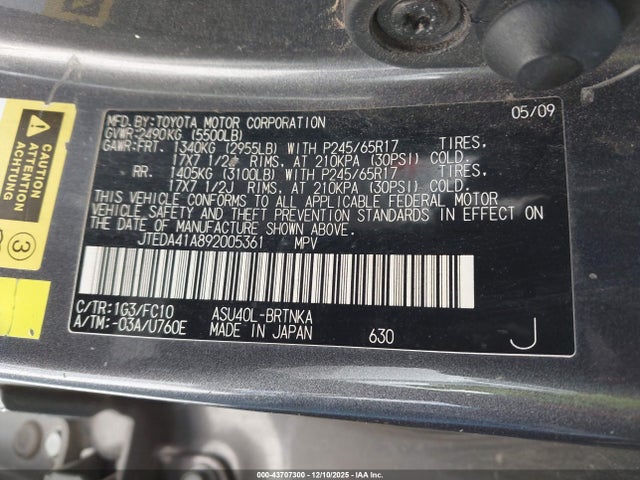 MFD.BY:TOYOTA MOTOR CORPORATION 05/09
GVWR-2490KG (5500LB)
GAWR:FRT. 1340KG (2955LB) WITH P245/65R17 TIRES,
17X7 1/2J RIMS, AT 210KPA (30PSI) COLD.
RR. 1405KG (3100LB) WITH P245/65R17 TIRES,
17X7 1/2J RIMS, AT 210KPA (30PSI) COLD.
THIS VEHICLE CONFORMS TO ALL APPLICABLE FEDERAL MOTOR
VEHICLE SAFETY AND THEFT PREVENTION STANDARDS IN EFFECT ON
THE DATE OF MANUFACTURE SHOWN ABOVE.
JTEDA41A892005361 MPV
C/TR:1G3/FC10 ASU40L-BRTNKA
A/TM:-03A/U760E MADE IN JAPAN 630 J
CAUTION
ATTENTION
ACHTUNG
3
000-43707300 - 12/10/2025 - IAAI.COM